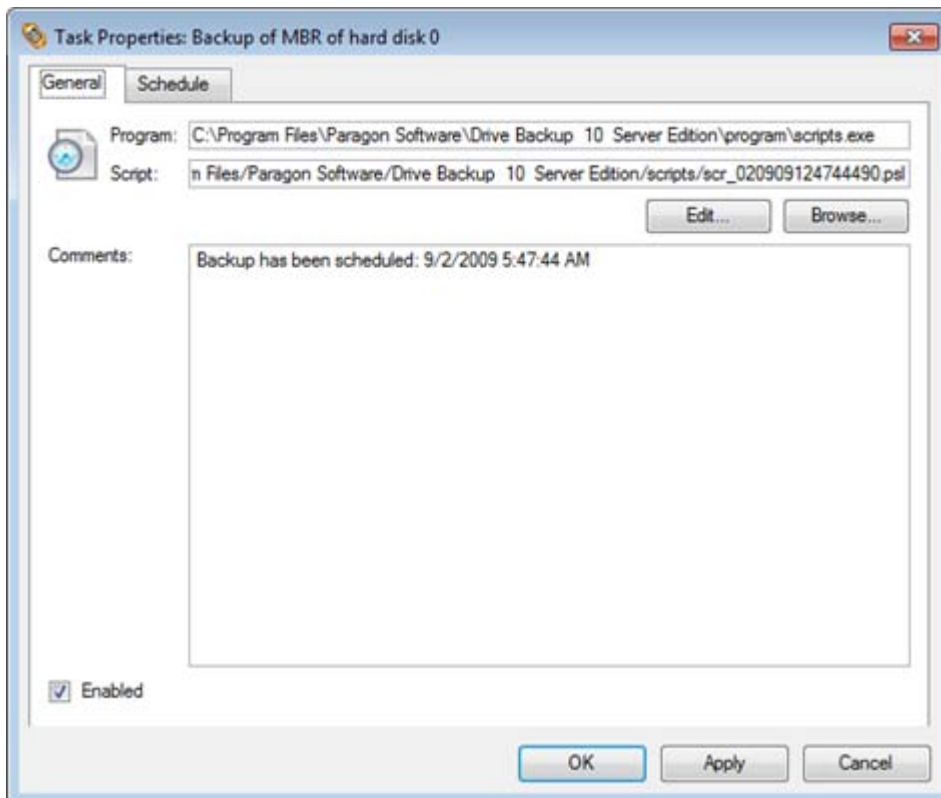 Task Properties: Backup of MBR of hard disk 0
General Schedule
Program: C:\Program Files\Paragon Software\Drive Backup  10  Server Edition\program\scripts.exe
Script: n Files/Paragon Software/Drive Backup  10  Server Edition/scripts/scr_020909124744490.psl
Edit... Browse...
Comments: Backup has been scheduled: 9/2/2009 5:47:44 AM
Enabled
OK Apply Cancel